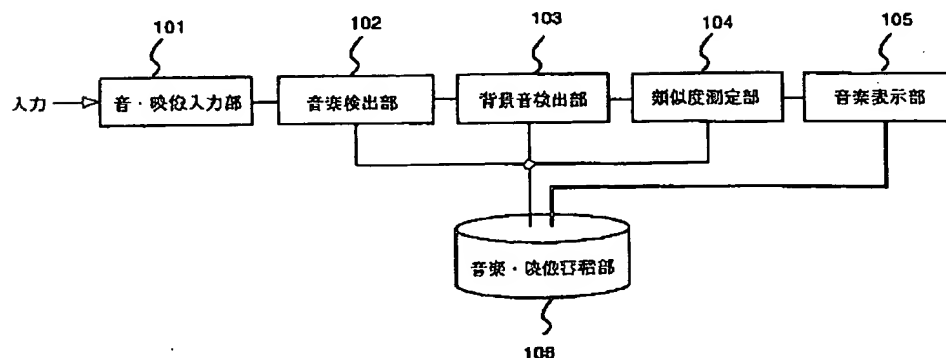 101
102
103
104
105
入力
音・映像入力部
音楽検出部
背景音検出部
類似度測定部
音楽表示部
音楽・映像蓄積部
106